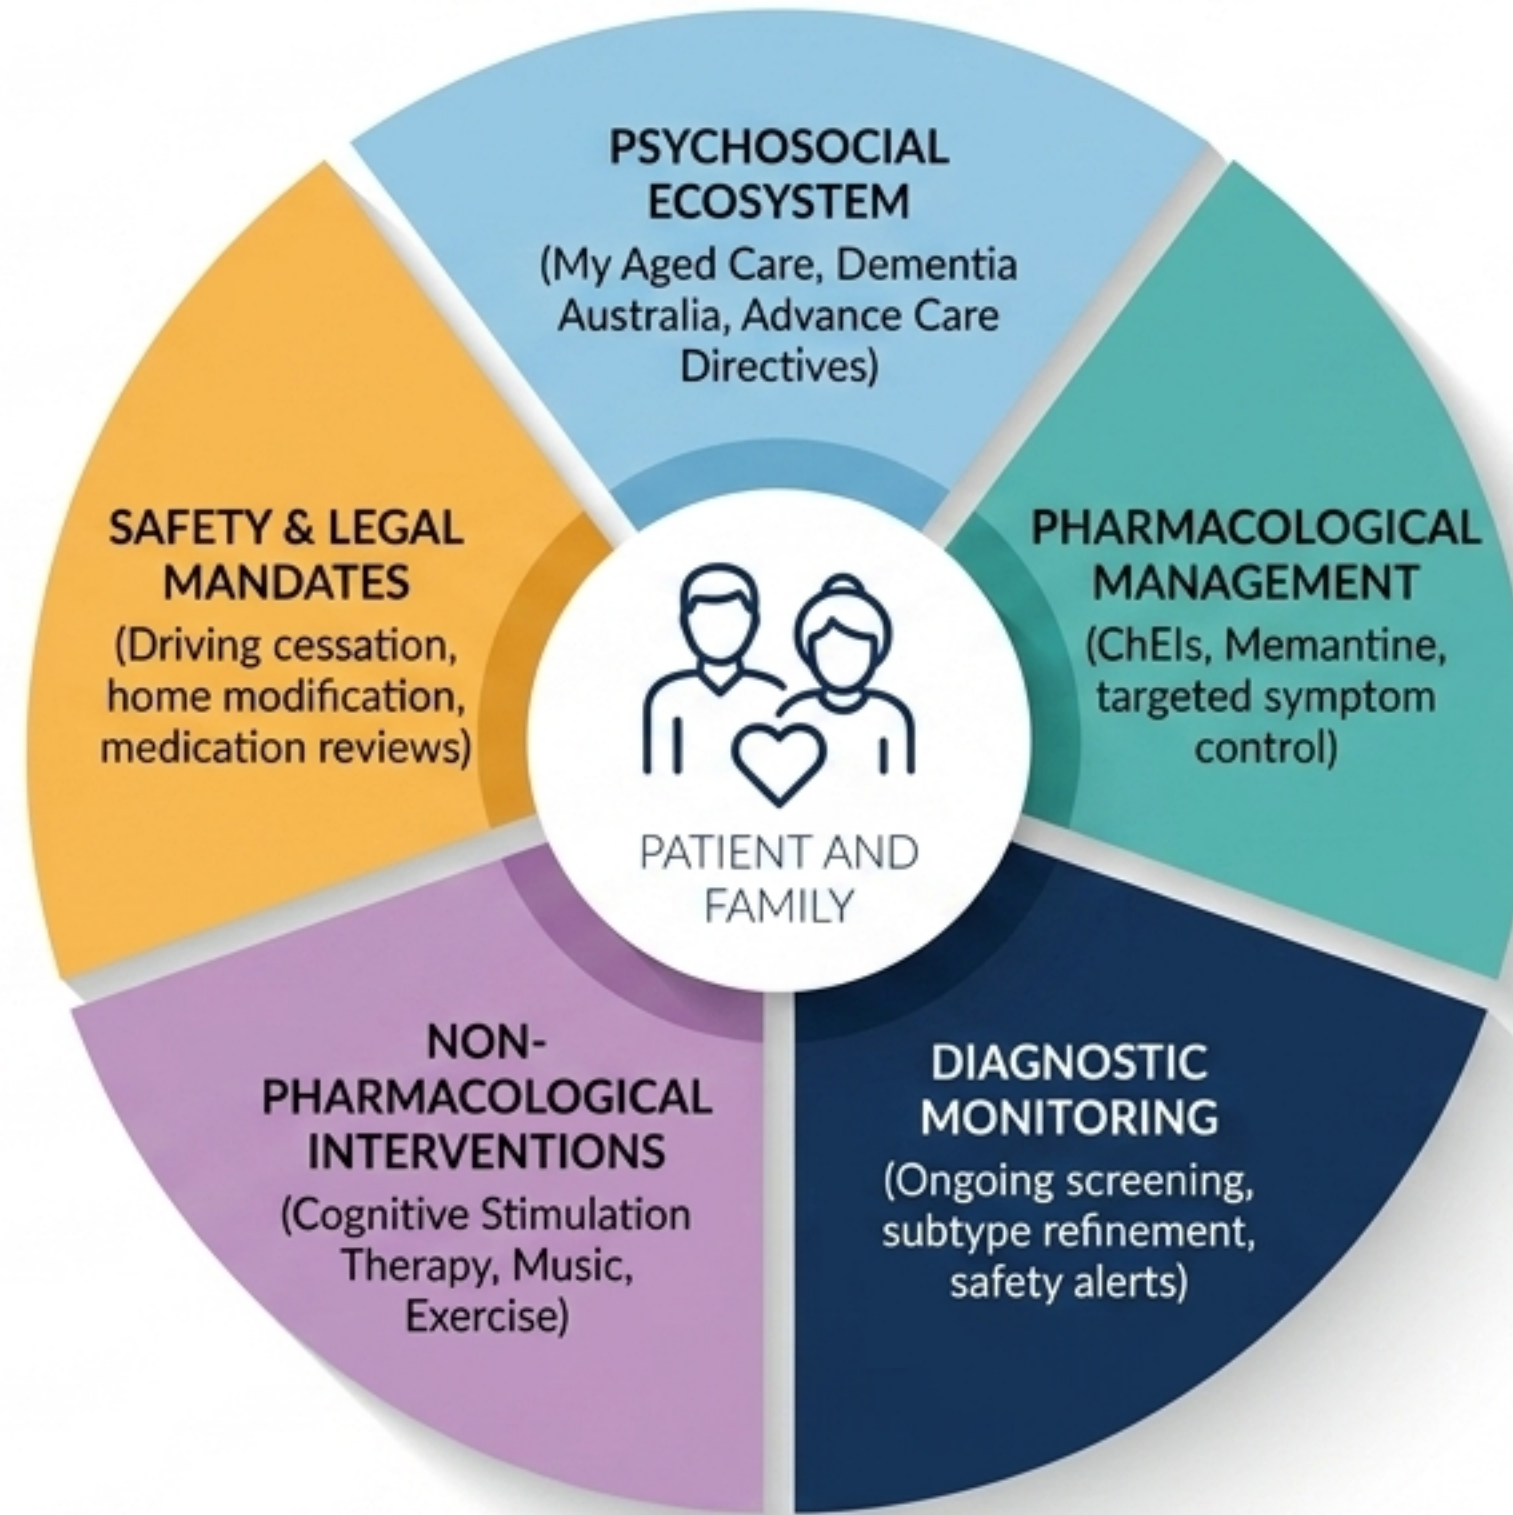 PSYCHOSOCIAL
ECOSYSTEM
(My Aged Care, Dementia
Australia, Advance Care
Directives)
PHARMACOLOGICAL
MANAGEMENT
(ChEIs, Memantine,
targeted symptom
control)
DIAGNOSTIC
MONITORING
(Ongoing screening,
subtype refinement,
safety alerts)
NON-
PHARMACOLOGICAL
INTERVENTIONS
(Cognitive Stimulation
Therapy, Music,
Exercise)
SAFETY & LEGAL
MANDATES
(Driving cessation,
home modification,
medication reviews)
PATIENT AND
FAMILY